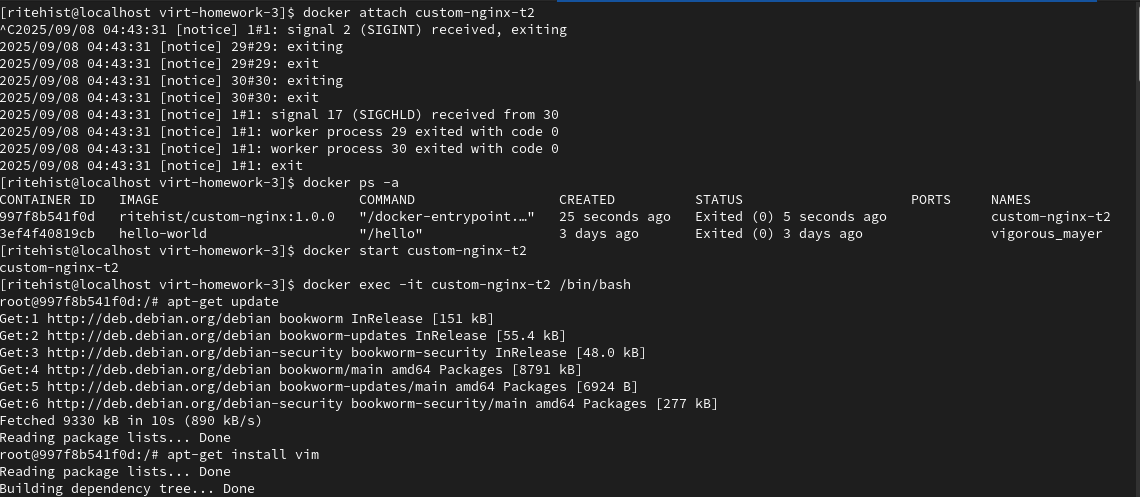 [ritehist@localhost virt-homework-3]$ docker attach custom-nginx-t2
^C2025/09/08 04:43:31 [notice] 1#1: signal 2 (SIGINT) received, exiting
2025/09/08 04:43:31 [notice] 29#29: exiting
2025/09/08 04:43:31 [notice] 29#29: exit
2025/09/08 04:43:31 [notice] 30#30: exiting
2025/09/08 04:43:31 [notice] 30#30: exit
2025/09/08 04:43:31 [notice] 1#1: signal 17 (SIGCHLD) received from 30
2025/09/08 04:43:31 [notice] 1#1: worker process 29 exited with code 0
2025/09/08 04:43:31 [notice] 1#1: worker process 30 exited with code 0
2025/09/08 04:43:31 [notice] 1#1: exit
[ritehist@localhost virt-homework-3]$ docker ps -a
CONTAINER ID   IMAGE                         COMMAND                  CREATED          STATUS                     PORTS     NAMES
997f8b541f0d   ritehist/custom-nginx:1.0.0   "/docker-entrypoint.…"   25 seconds ago   Exited (0) 5 seconds ago             custom-nginx-t2
3ef4f40819cb   hello-world                   "/hello"                 3 days ago       Exited (0) 3 days ago                vigorous_mayer
[ritehist@localhost virt-homework-3]$ docker start custom-nginx-t2
custom-nginx-t2
[ritehist@localhost virt-homework-3]$ docker exec -it custom-nginx-t2 /bin/bash
root@997f8b541f0d:/# apt-get update
Get:1 http://deb.debian.org/debian bookworm InRelease [151 kB]
Get:2 http://deb.debian.org/debian bookworm-updates InRelease [55.4 kB]
Get:3 http://deb.debian.org/debian-security bookworm-security InRelease [48.0 kB]
Get:4 http://deb.debian.org/debian bookworm/main amd64 Packages [8791 kB]
Get:5 http://deb.debian.org/debian bookworm-updates/main amd64 Packages [6924 B]
Get:6 http://deb.debian.org/debian-security bookworm-security/main amd64 Packages [277 kB]
Fetched 9330 kB in 10s (890 kB/s)
Reading package lists... Done
root@997f8b541f0d:/# apt-get install vim
Reading package lists... Done
Building dependency tree... Done